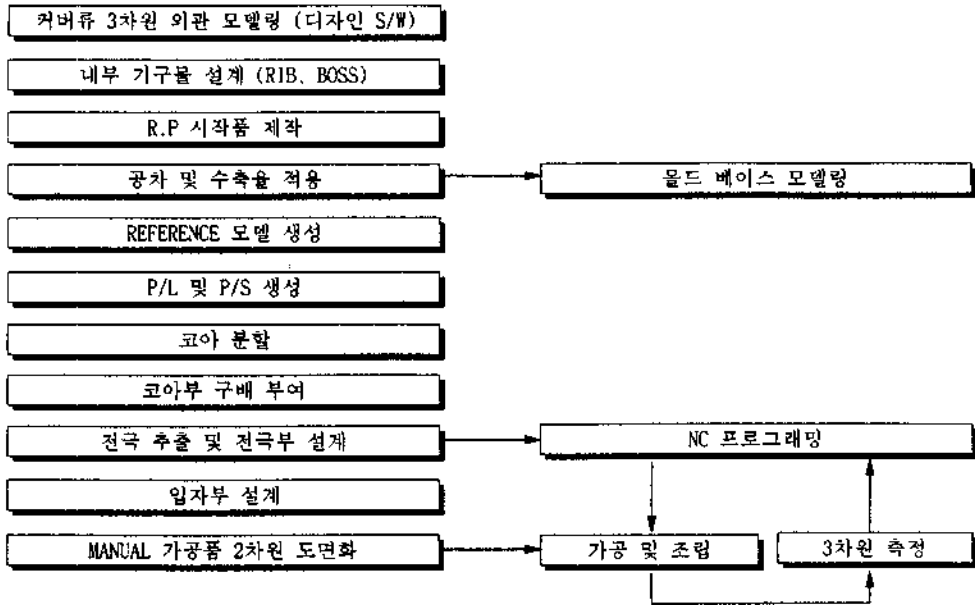 커버류 3차원 외관 모델링 (디자인 S/W)
내부 기구물 설계 (RIB, BOSS)
R.P 시작품 제작
공차 및 수축율 적용
몰드 베이스 모델링
REFERENCE 모델 생성
P/L 및 P/S 생성
코아 분할
코아부 구배 부여
전극 추출 및 전극부 설계
NC 프로그래밍
입자부 설계
MANUAL 가공품 2차원 도면화
가공 및 조립
3차원 측정